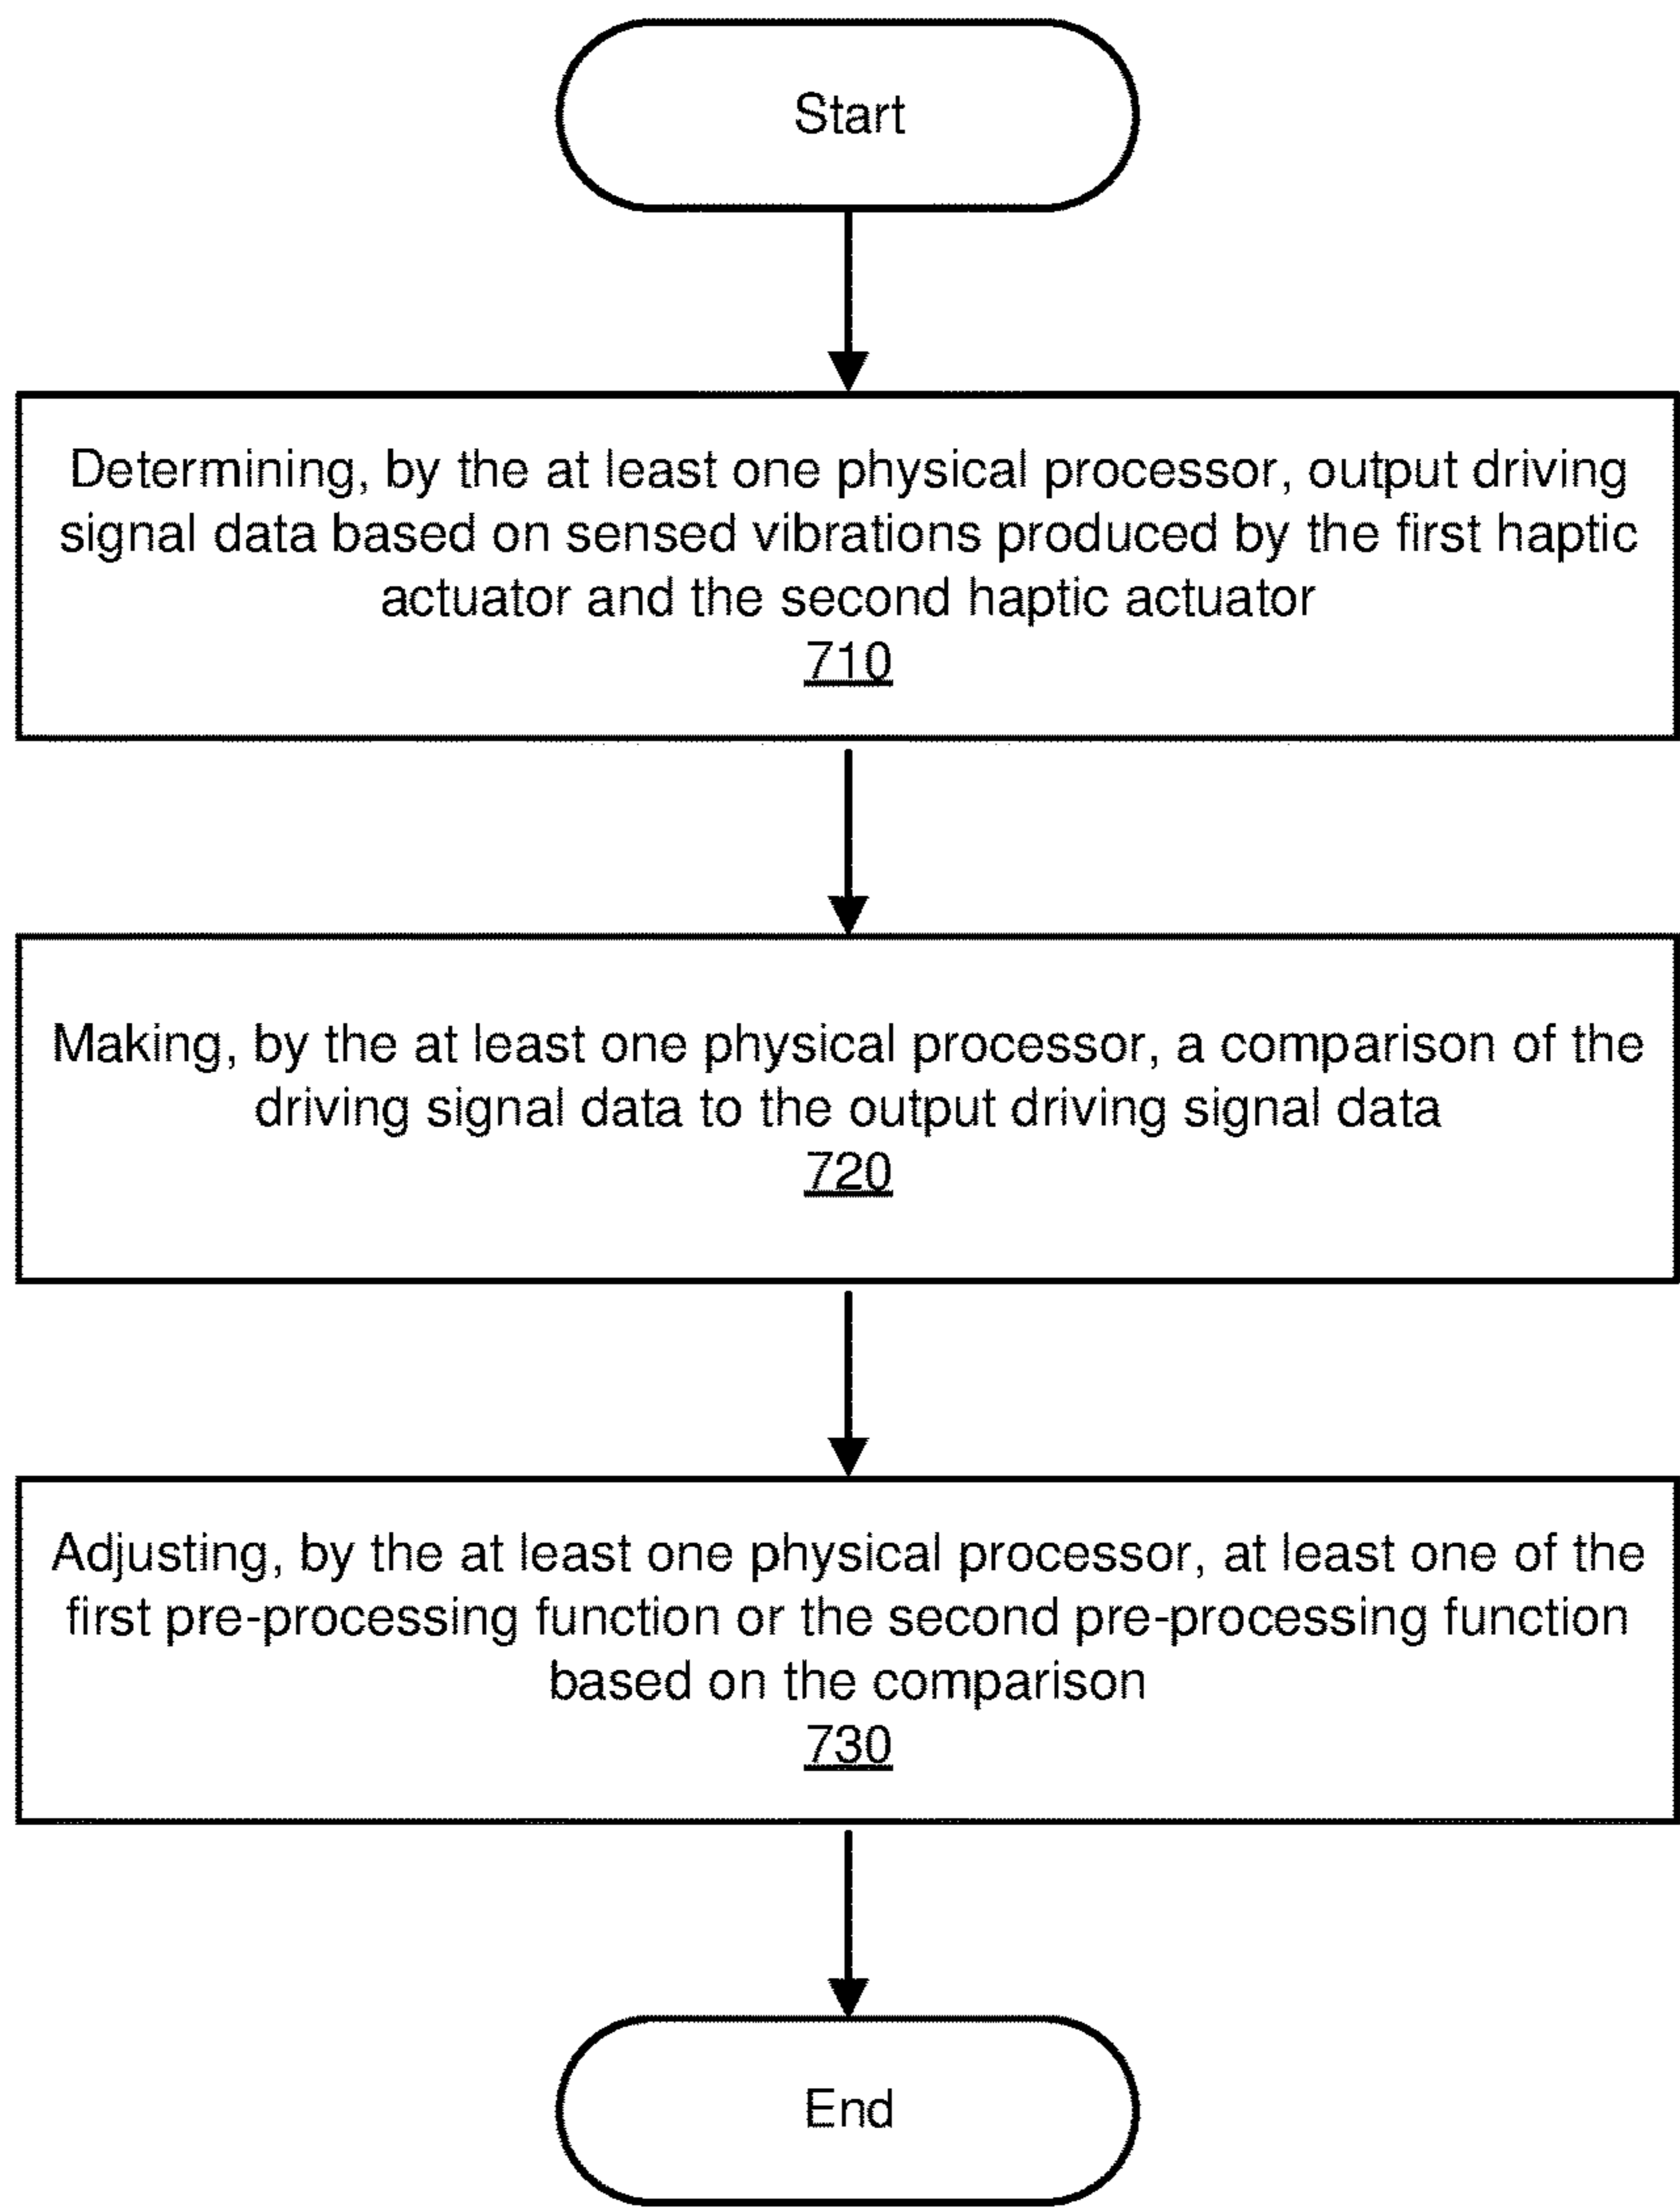 Start
Determining, by the at least one physical processor, output driving
signal data based on sensed vibrations produced by the first haptic
actuator and the second haptic actuator
710
Making, by the at least one physical processor, a comparison of the
driving signal data to the output driving signal data
720
Adjusting, by the at least one physical processor, at least one of the
first pre-processing function or the second pre-processing function
based on the comparison
730
End